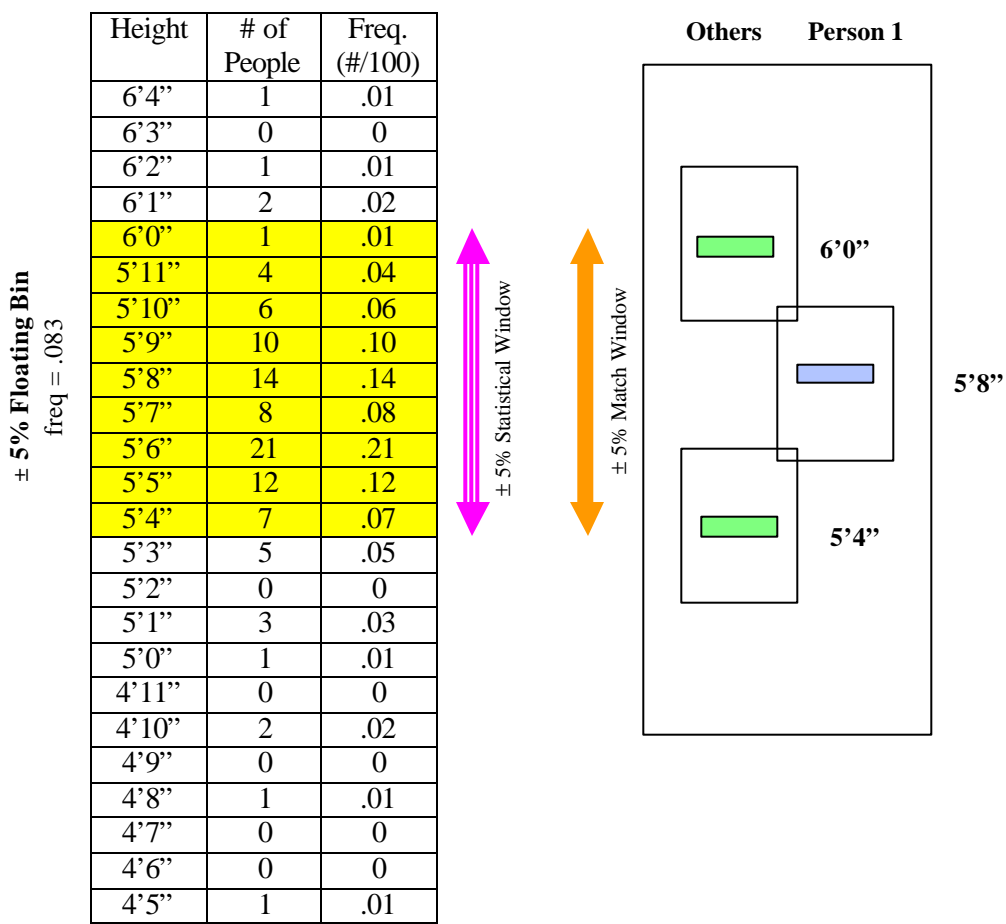 Height # of People Freq. (#/100)
6’4” 1 .01
6’3” 0 0
6’2” 1 .01
6’1” 2 .02
6’0” 1 .01
5’11” 4 .04
5’10” 6 .06
5’9” 10 .10
5’8” 14 .14
5’7” 8 .08
5’6” 21 .21
5’5” 12 .12
5’4” 7 .07
5’3” 5 .05
5’2” 0 0
5’1” 3 .03
5’0” 1 .01
4’11” 0 0
4’10” 2 .02
4’9” 0 0
4’8” 1 .01
4’7” 0 0
4’6” 0 0
4’5” 1 .01
± 5% Floating Bin
freq = .083
± 5% Statistical Window
± 5% Match Window
Others Person 1
6’0”
5’8”
5’4”